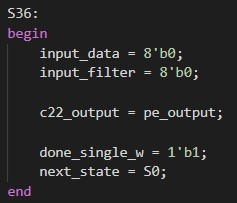 S36:
begin
input_data = 8'b0;
input_filter = 8'b0;
c22_output = pe_output;
done_single_w = 1'b1;
next_state = S0;
end